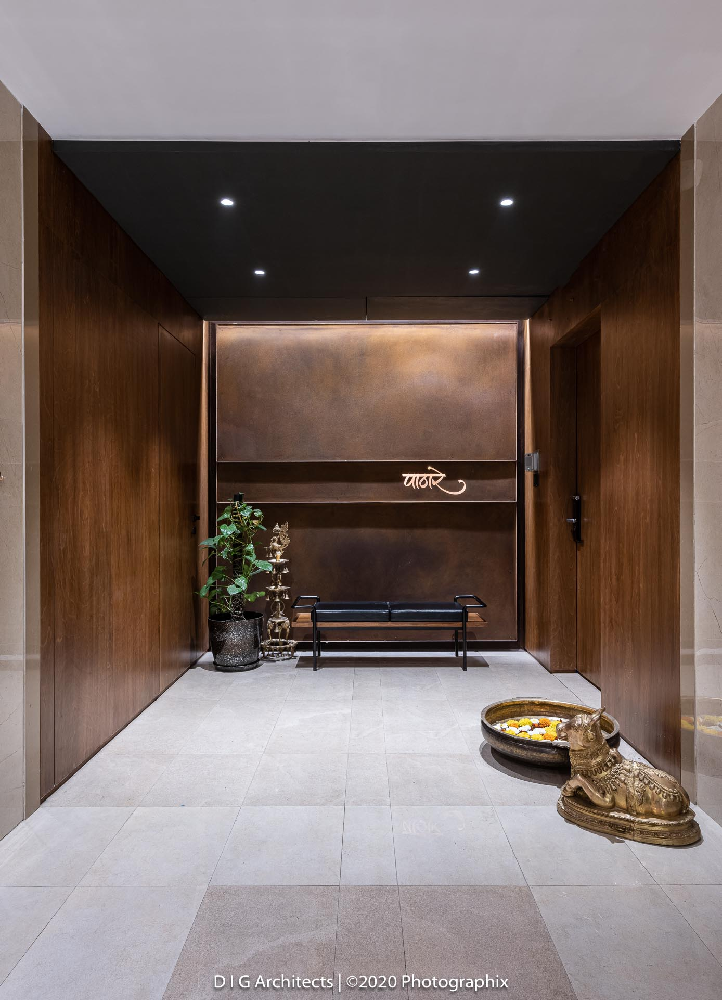 पाठारे
D I G Architects | ©2020 Photographix